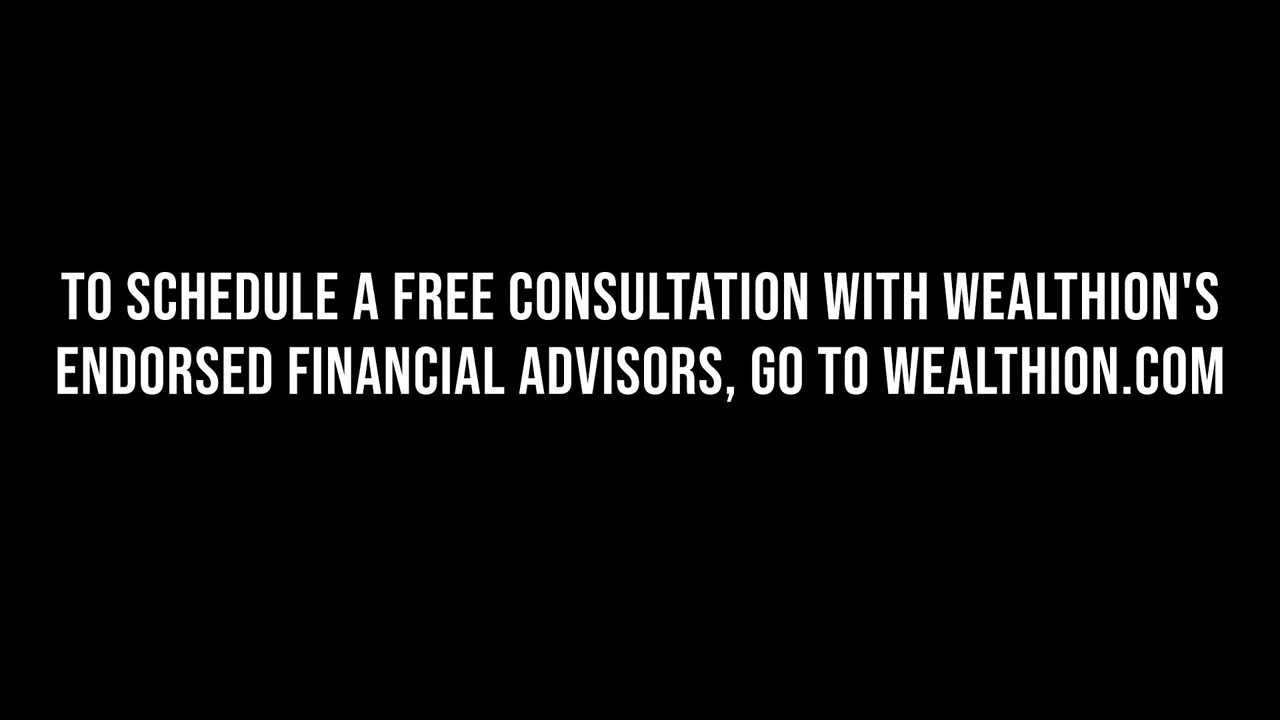 TO SCHEDULE A FREE CONSULTATION WITH WEALTHION'S
ENDORSED FINANCIAL ADVISORS, GO TO WEALTHION.COM